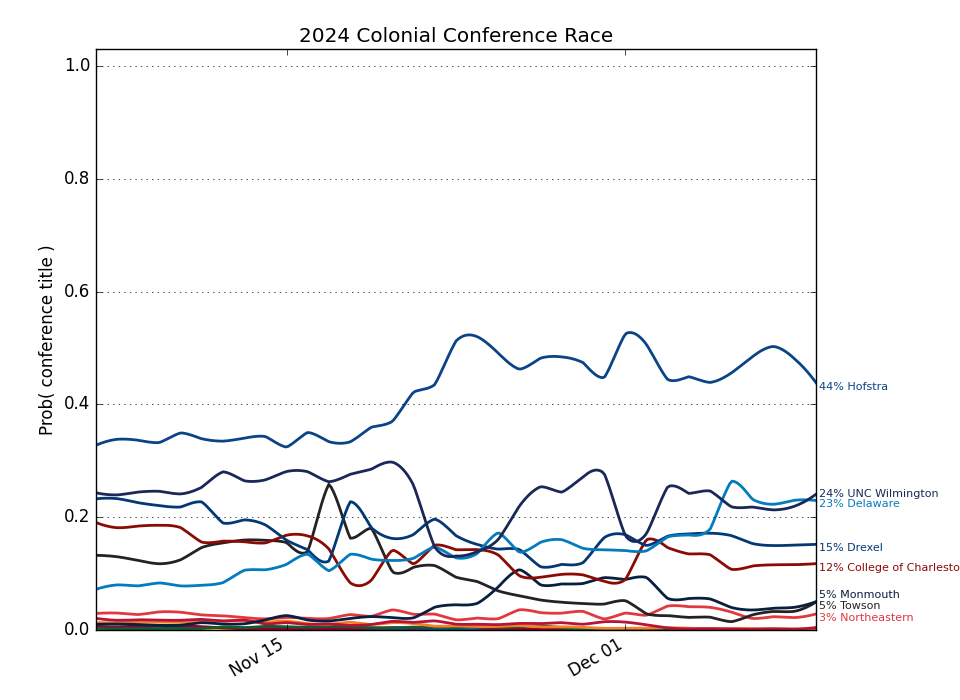 2024 Colonial Conference Race
Prob( conference title )
1.0
0.8
0.6
0.4
0.2
0.0
Nov 15
Dec 01
44% Hofstra
24% UNC Wilmington
23% Delaware
15% Drexel
12% College of Charlesto
5% Monmouth
5% Towson
3% Northeastern